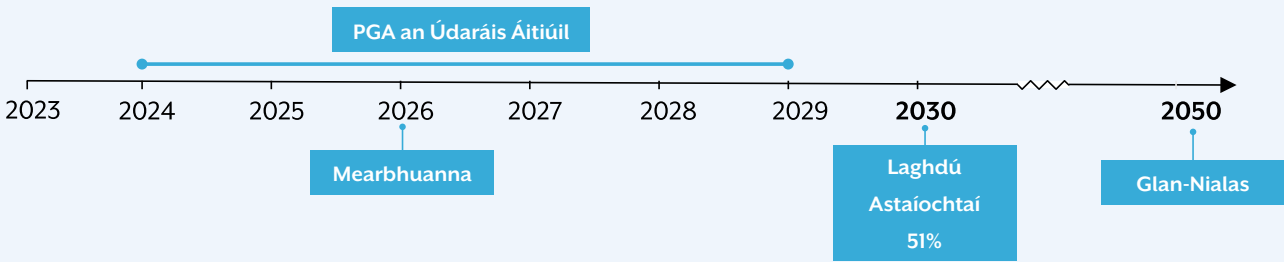 PGA an Údaráis Áitiúil
2023 2024 2025 2026 2027 2028 2029 2030 2050
Mearbhuanna
Laghdú
Astaíochtaí
51%
Glan-Nialas